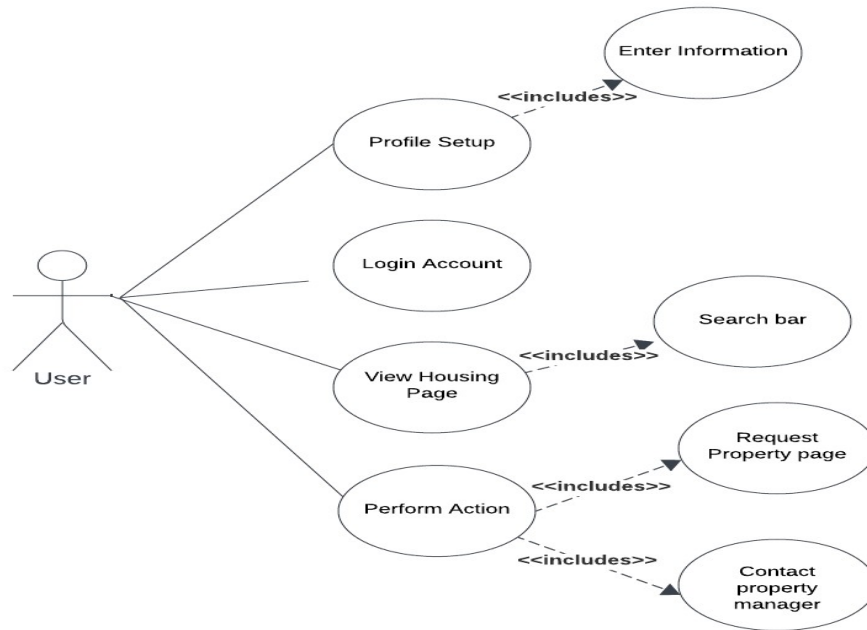 Enter Information
<<includes>>
Profile Setup
Login Account
User
Search bar
<<includes>>
View Housing
Page
Request
Property page
<<includes>>
Perform Action
<<includes>>
Contact
property
manager